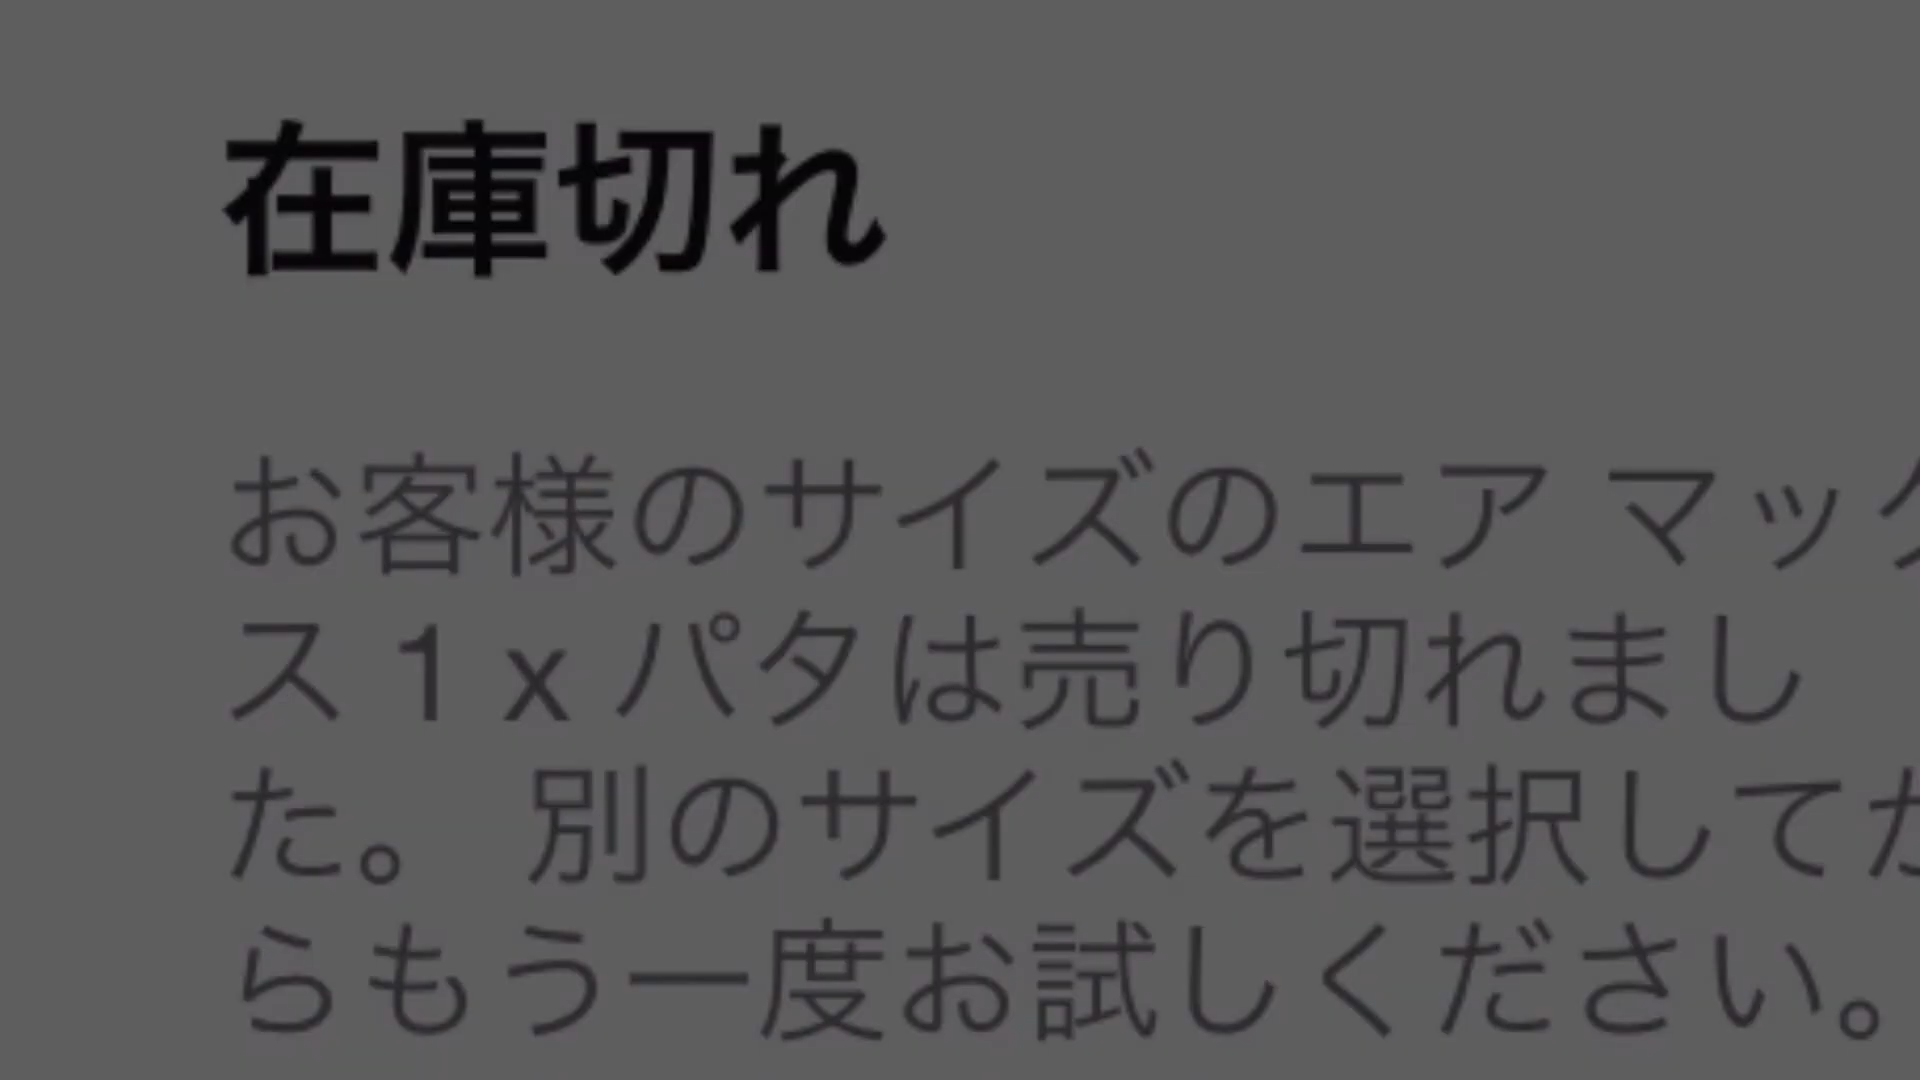 在庫切れ
お客様のサイズのエア マック
ス 1 x パタは売り切れまし
た。 別のサイズを選択してか
らもう一度お試しください。